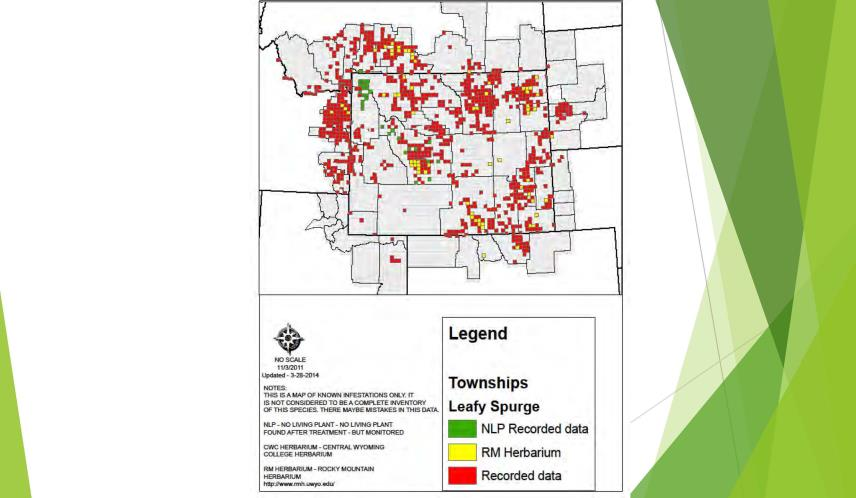 NO SCALE
11/3/2011
Updated - 3-28-2014
NOTES:
THIS IS A MAP OF KNOWN INFESTATIONS ONLY. IT
IS NOT CONSIDERED TO BE A COMPLETE INVENTORY
OF THIS SPECIES. THERE MAYBE MISTAKES IN THIS DATA.
NLP - NO LIVING PLANT - NO LIVING PLANT
FOUND AFTER TREATMENT - BUT MONITORED
CWC HERBARIUM - CENTRAL WYOMING
COLLEGE HERBARIUM
RM HERBARIUM - ROCKY MOUNTAIN
HERBARIUM
http://www.rmh.uwyo.edu/
Legend
Townships
Leafy Spurge
NLP Recorded data
RM Herbarium
Recorded data